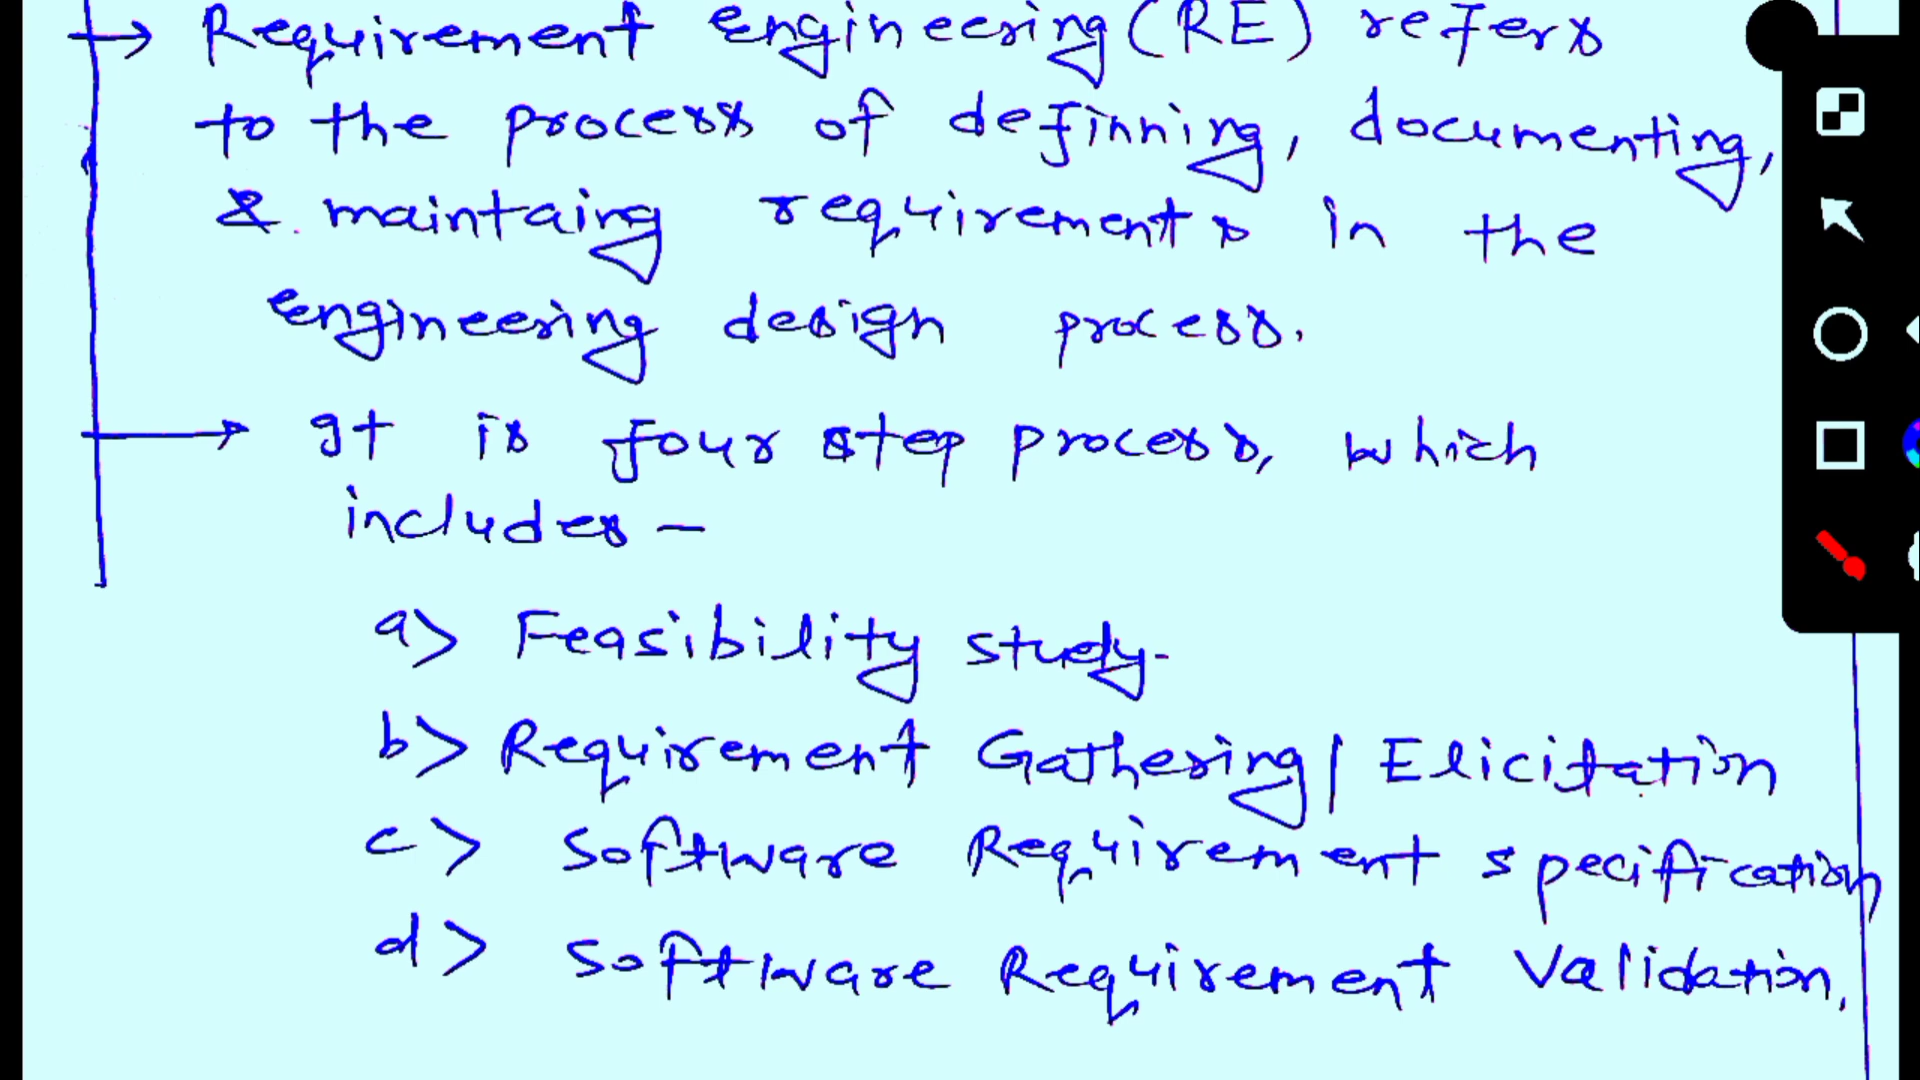 → Requirement engineering (RE) refers
to the process of definning, documenting,
& maintaing requirements in the
engineering design process.
→ It is four step process, which
includes -
a> Feasibility study.
b> Requirement Gathering / Elicitation
c> Software Requirement specification
d> Software Requirement Validation.